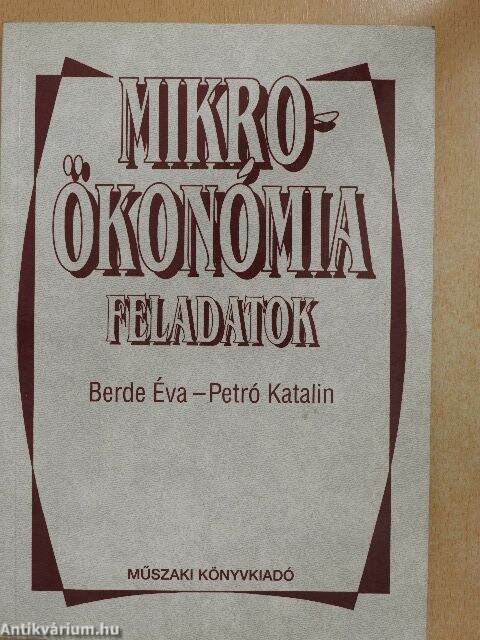 MIKRO-
ÖKONÓMIA
FELADATOK
Berde Éva – Petró Katalin
MŰSZAKI KÖNYVKIADÓ
Antikvárium.hu